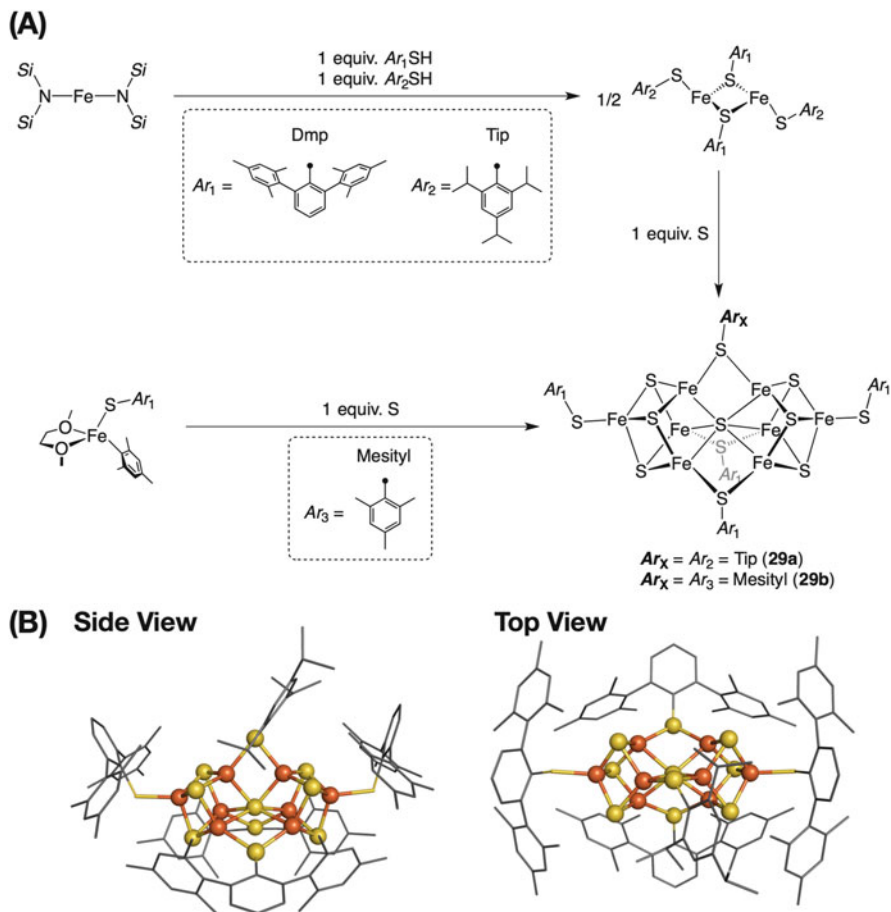 (A)
Si
Si
N
Fe
N
Si
Si
1 equiv. Ar1SH
1 equiv. Ar2SH
Dmp
Tip
Ar1 =
Ar2 =
1/2
Ar1
S
S
Ar2
Fe
Fe
S
S
Ar2
Ar1
1 equiv. S
S
Ar1
O
Fe
O
1 equiv. S
Mesityl
Ar3 =
ArX
S
Ar1
S
Fe
Fe
S
Ar1
S
Fe
S
S
S
Fe
S
Fe
Fe
S
S
Ar1
S
Fe
Fe
S
S
Ar1
ArX = Ar2 = Tip (29a)
ArX = Ar3 = Mesityl (29b)
(B) Side View
Top View